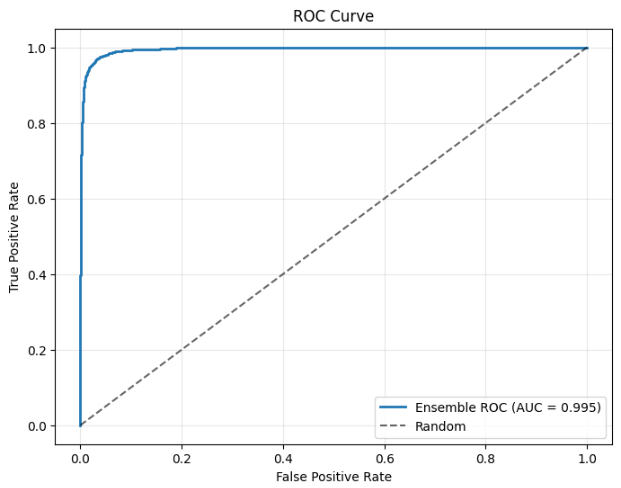 ROC Curve
True Positive Rate
1.0
0.8
0.6
0.4
0.2
0.0
0.0 0.2 0.4 0.6 0.8 1.0
False Positive Rate
Ensemble ROC (AUC = 0.995)
Random